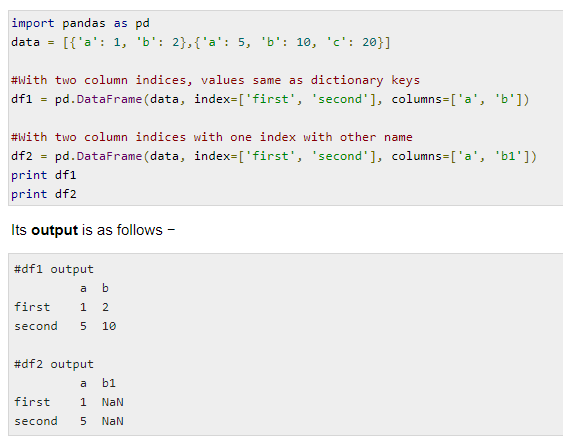 import pandas as pd
data = [{'a': 1, 'b': 2},{'a': 5, 'b': 10, 'c': 20}]
#With two column indices, values same as dictionary keys
df1 = pd.DataFrame(data, index=['first', 'second'], columns=['a', 'b'])
#With two column indices with one index with other name
df2 = pd.DataFrame(data, index=['first', 'second'], columns=['a', 'b1'])
print df1
print df2
Its output is as follows −
#df1 output
a b
first 1 2
second 5 10
#df2 output
a b1
first 1 NaN
second 5 NaN